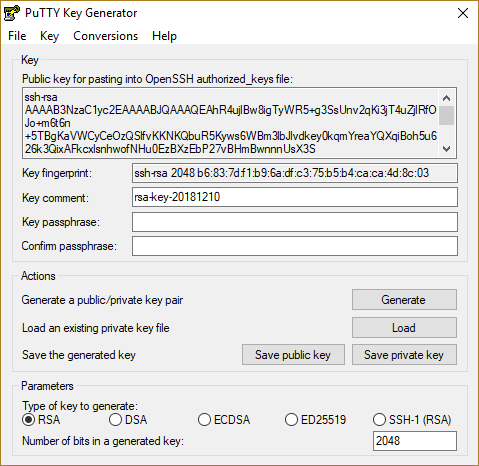 PuTTY Key Generator
File Key Conversions Help
Key
Public key for pasting into OpenSSH authorized_keys file:
ssh-rsa
AAAAB3NzaC1yc2EAAAABJQAAAQEAhR4ujlBw8igTyWR5+g3SsUnv2qKi3jT4uZjlRfO
Jo+m6t6n
+5TBgKaVWCyCeOzQSlfvKKNKQbuR5Kyws6WBm3lbJlvdkey0kqmYreaYQXqiBoh5u6
26k3QixAFkcxlsnhwofNHu0EzBXzEbP27vBHmBwnnnUsX3S
Key fingerprint: ssh-rsa 2048 b6:83:7d:f1:b9:6a:df:c3:75:b5:b4:ca:ca:4d:8c:03
Key comment: rsa-key-20181210
Key passphrase:
Confirm passphrase:
Actions
Generate a public/private key pair Generate
Load an existing private key file Load
Save the generated key Save public key Save private key
Parameters
Type of key to generate:
RSA DSA ECDSA ED25519 SSH-1 (RSA)
Number of bits in a generated key: 2048